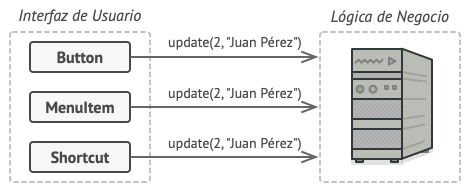 Interfaz de Usuario
Lógica de Negocio
Button
update(2, "Juan Pérez")
MenuItem
update(2, "Juan Pérez")
Shortcut
update(2, "Juan Pérez")